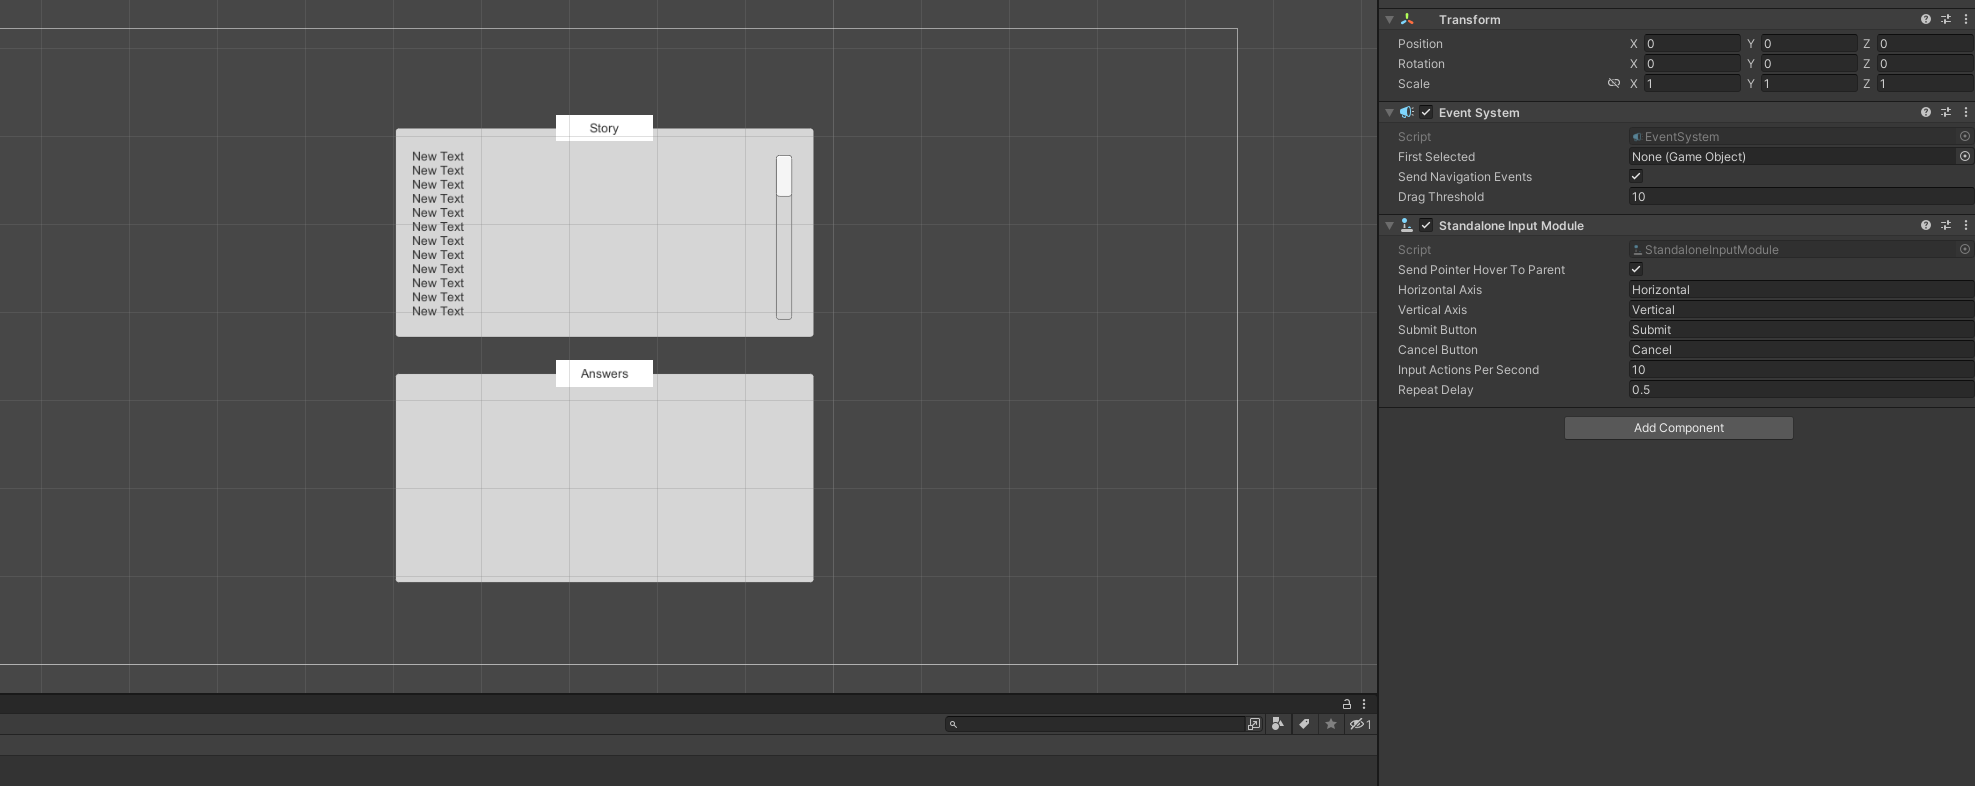 Story
New Text
New Text
New Text
New Text
New Text
New Text
New Text
New Text
New Text
New Text
New Text
New Text
Answers
1
Transform
Position X 0 Y 0 Z 0
Rotation X 0 Y 0 Z 0
Scale X 1 Y 1 Z 1
Event System
Script EventSystem
First Selected None (Game Object)
Send Navigation Events
Drag Threshold 10
Standalone Input Module
Script StandaloneInputModule
Send Pointer Hover To Parent
Horizontal Axis Horizontal
Vertical Axis Vertical
Submit Button Submit
Cancel Button Cancel
Input Actions Per Second 10
Repeat Delay 0.5
Add Component